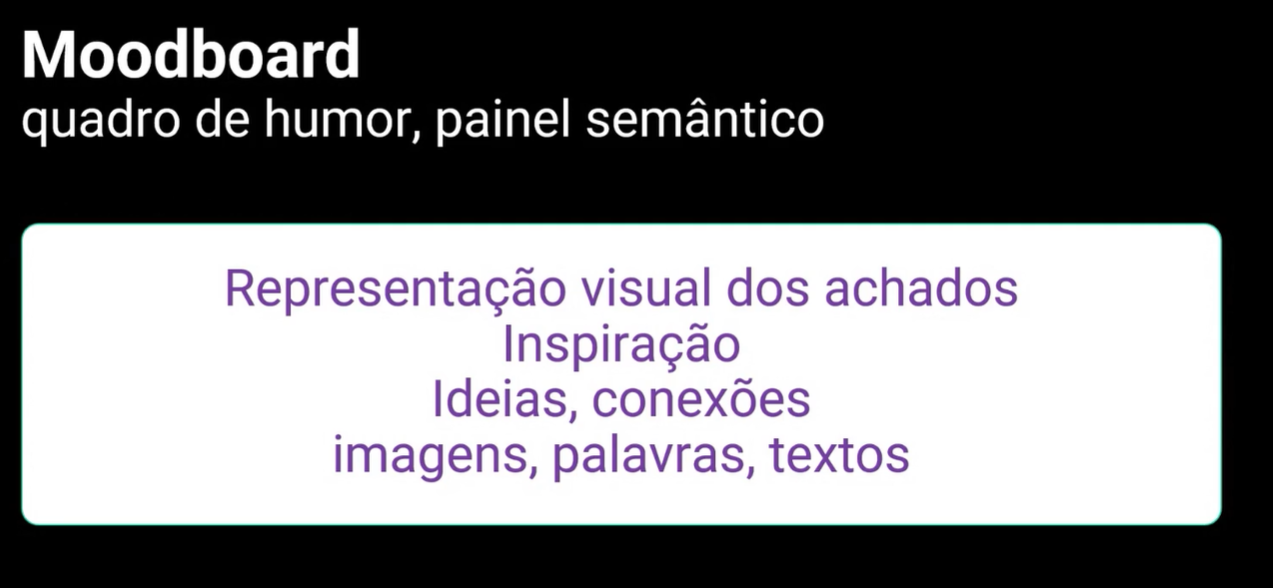 Moodboard
quadro de humor, painel semântico
Representação visual dos achados
Inspiração
Ideias, conexões
imagens, palavras, textos